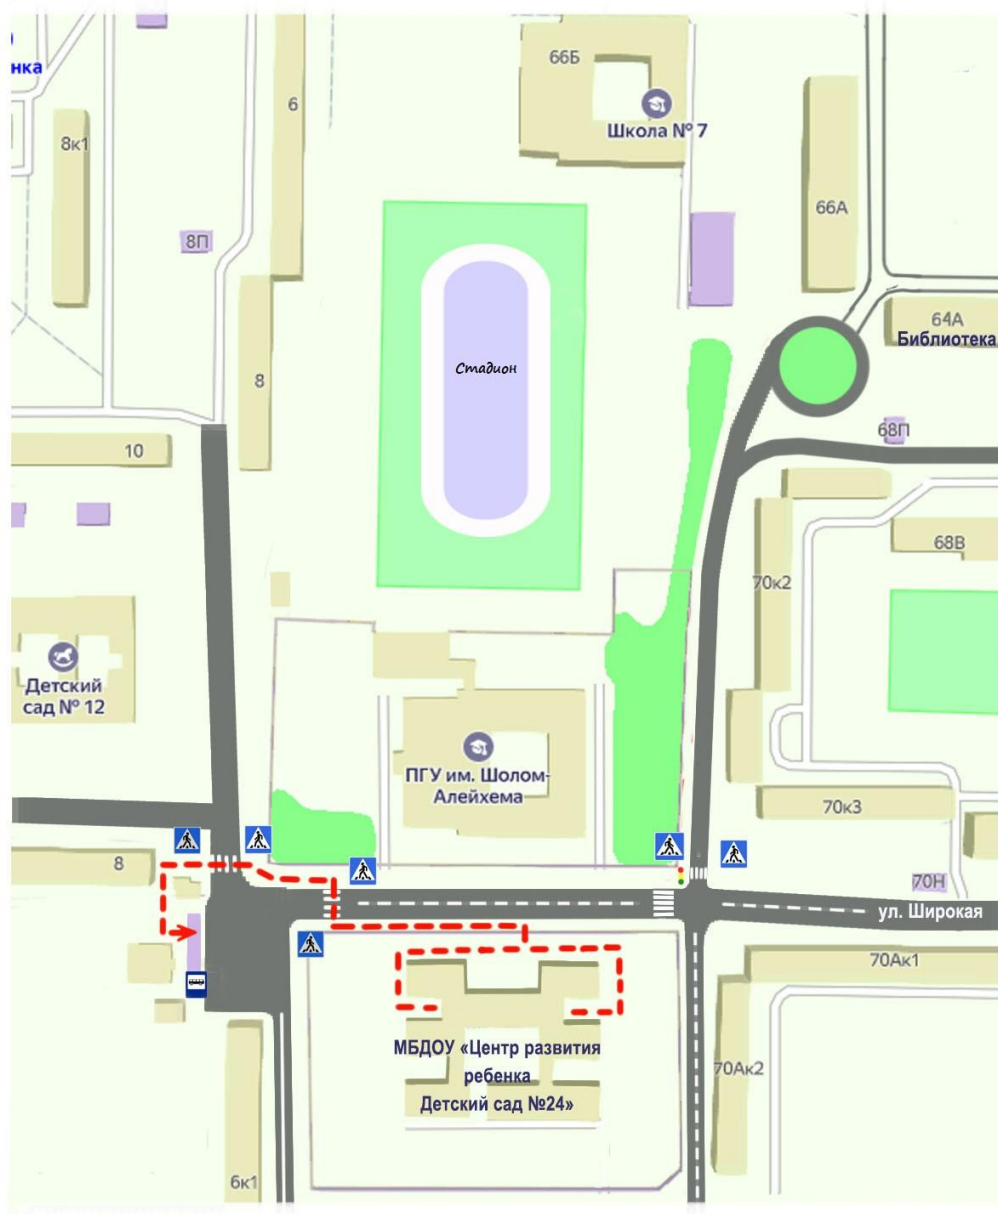 нка
66Б
6
8к1
Школа № 7
66А
8П
64А
Библиотека
Стадион
8
68П
10
68В
70к2
Детский
сад № 12
ПГУ им. Шолом-
Алейхема
70к3
8
70Н
ул. Широкая
70Ак1
МБДОУ «Центр развития
ребенка
Детский сад №24»
70Ак2
6к1